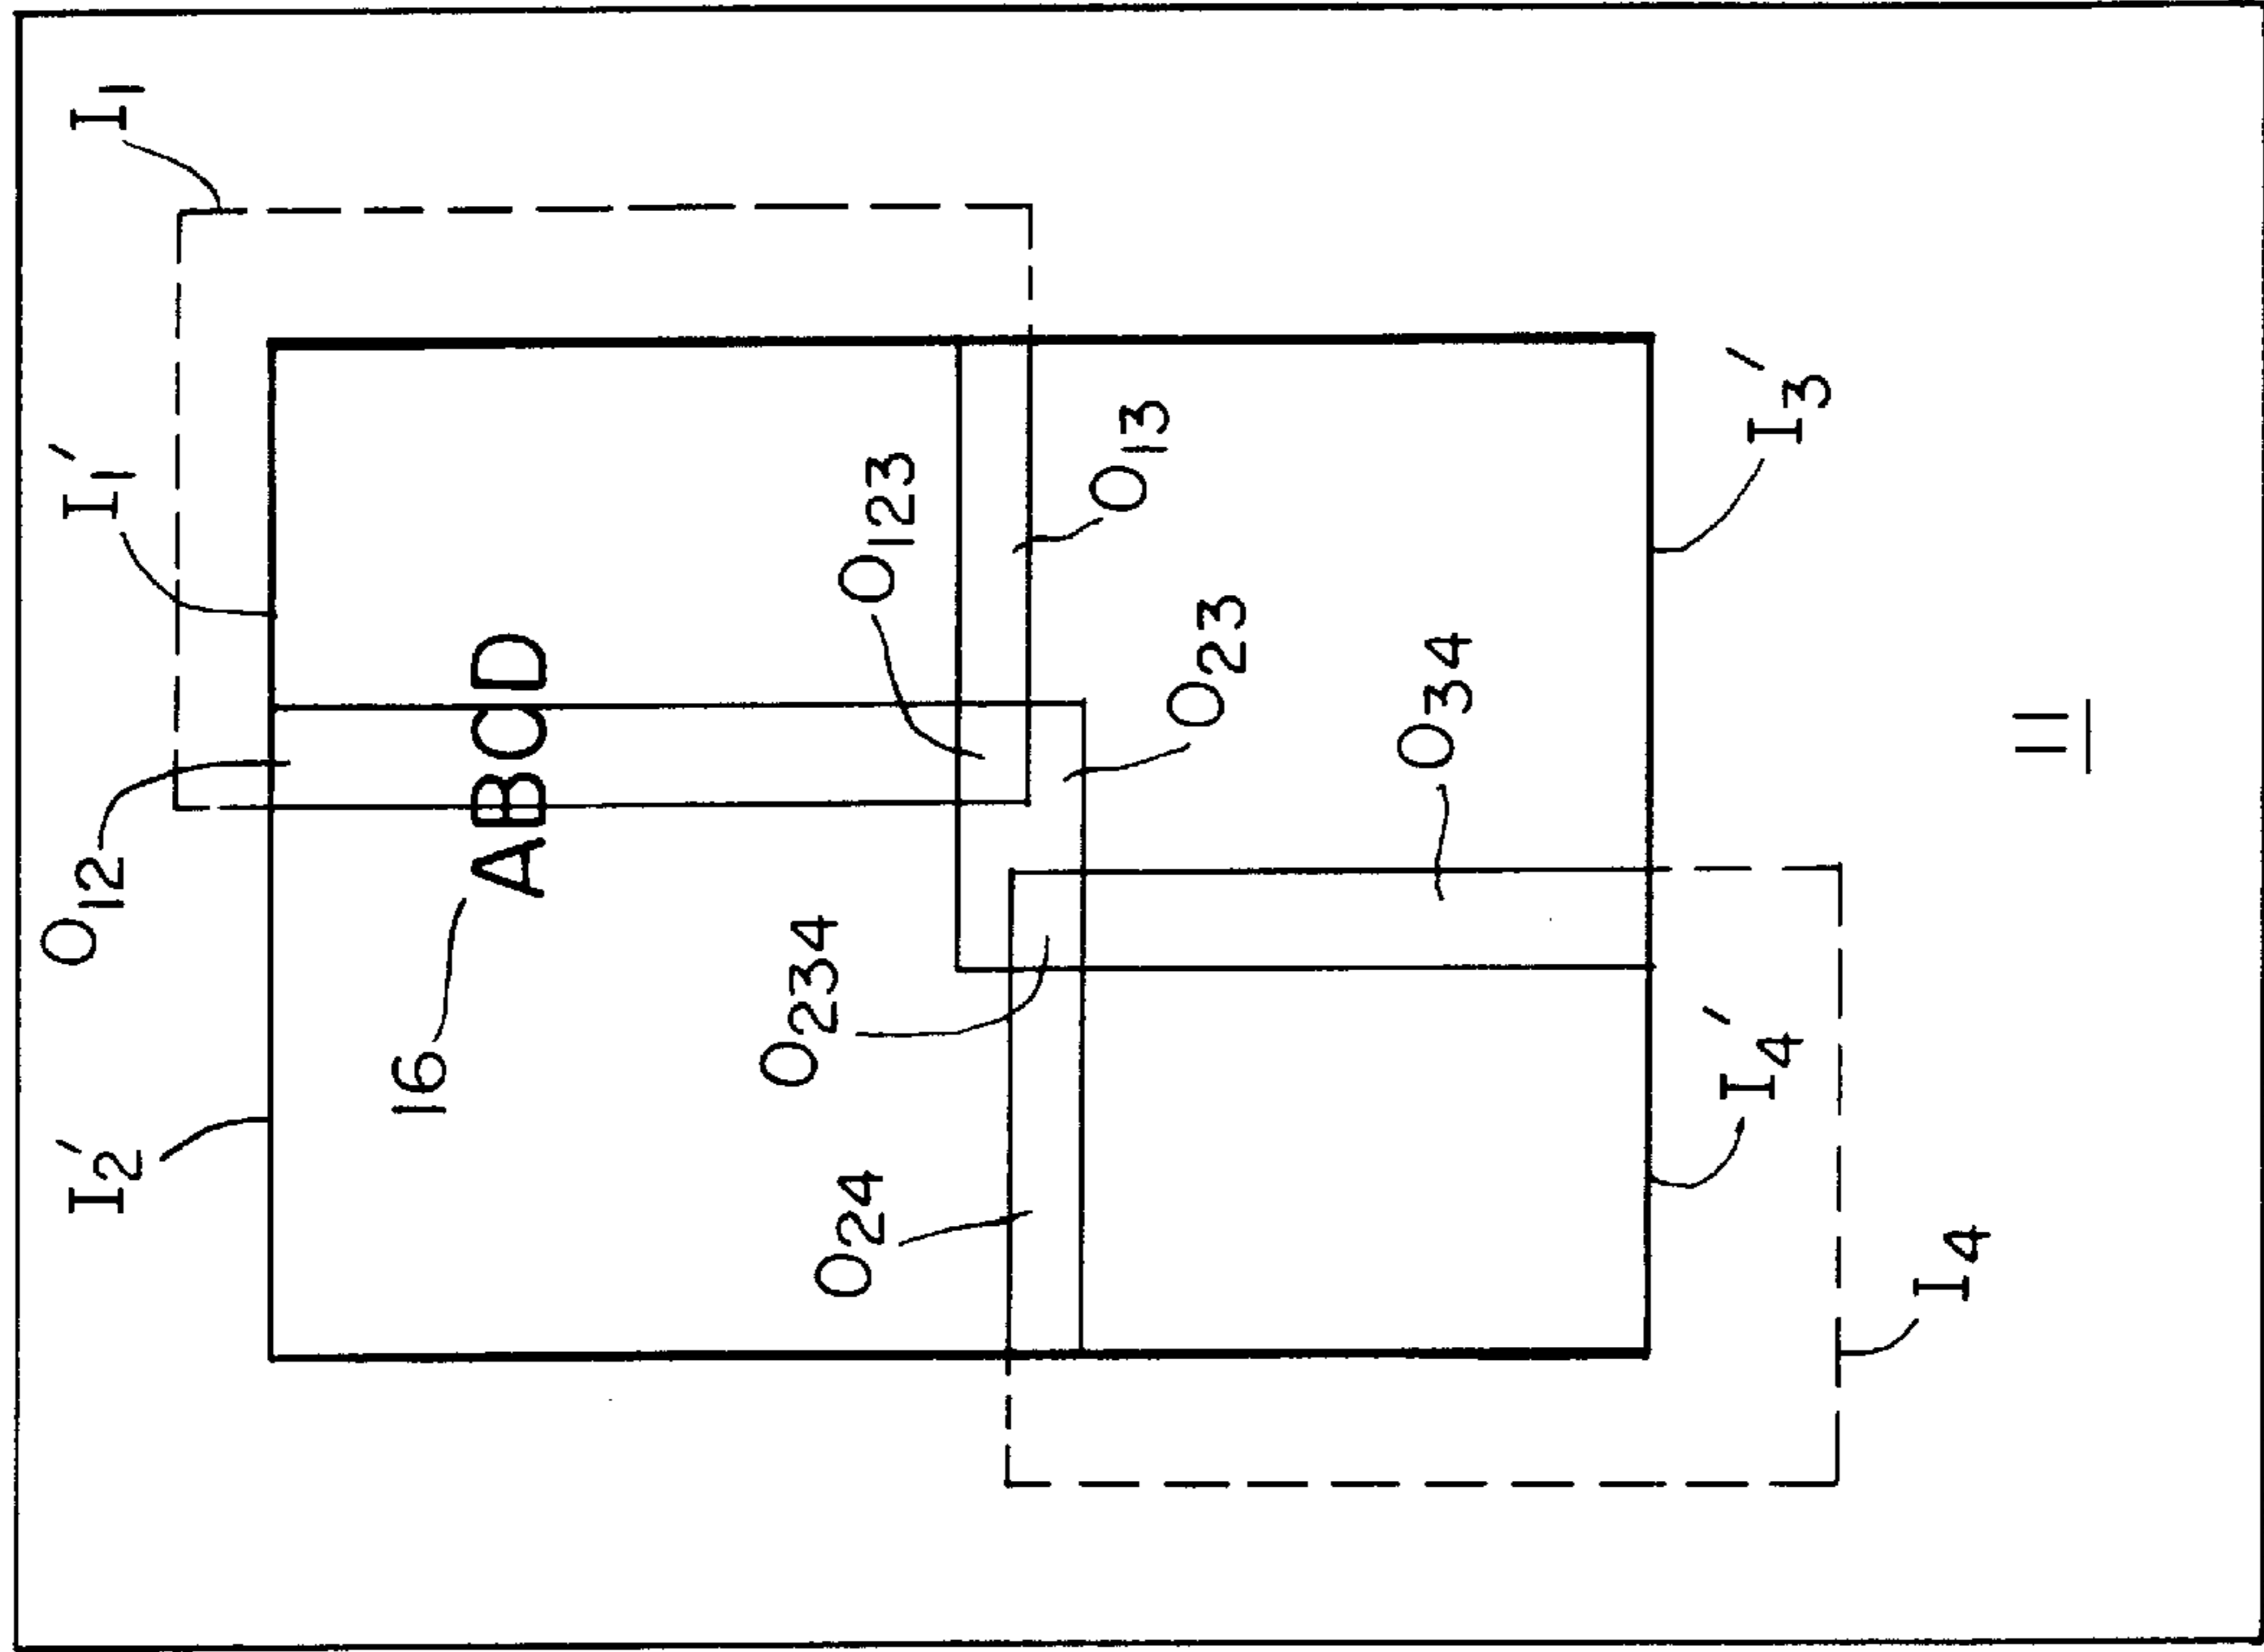 I₂′ O₁₂ I₁′ I₁
16
ABCD
O₂₃₄
O₂₄ O₁₂₃
O₁₃
O₂₃
O₃₄
I₄′ I₃′
I₄
11